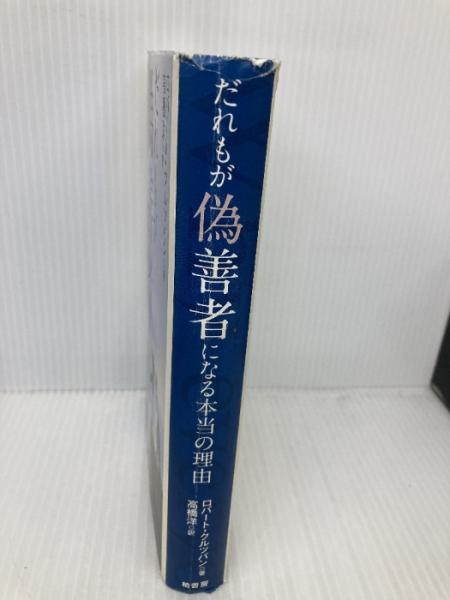 だれもが偽善者になる本当の理由
ロバート・クルツバン◎著
高橋洋◎訳
柏書房